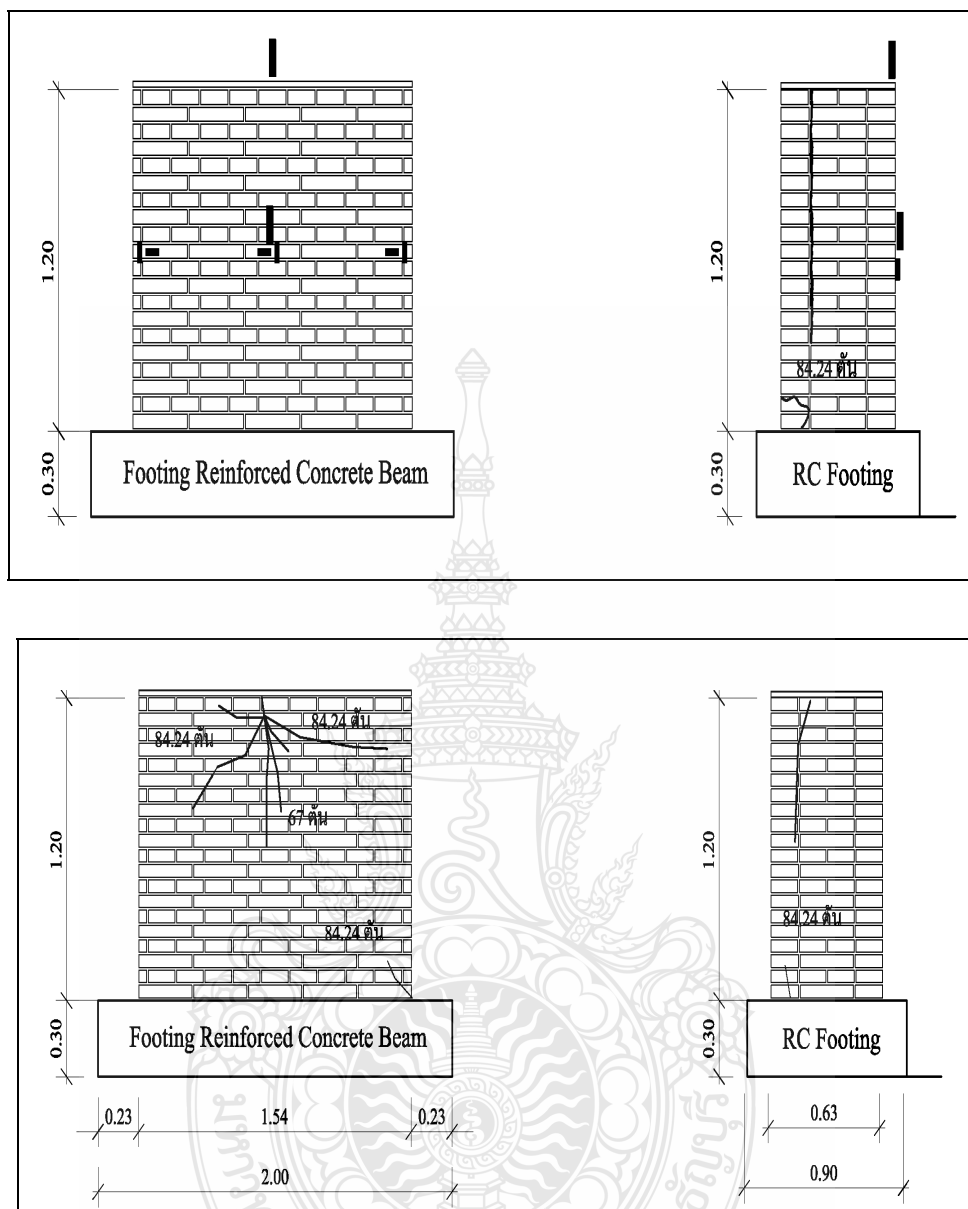 1.20
1.20
84.24 ตัน
0.30
Footing Reinforced Concrete Beam
0.30
RC Footing
84.24 ตัน
84.24 ตัน
67 ตัน
1.20
1.20
84.24 ตัน
84.24 ตัน
0.30
Footing Reinforced Concrete Beam
0.30
RC Footing
0.23
1.54
0.23
0.63
2.00
0.90